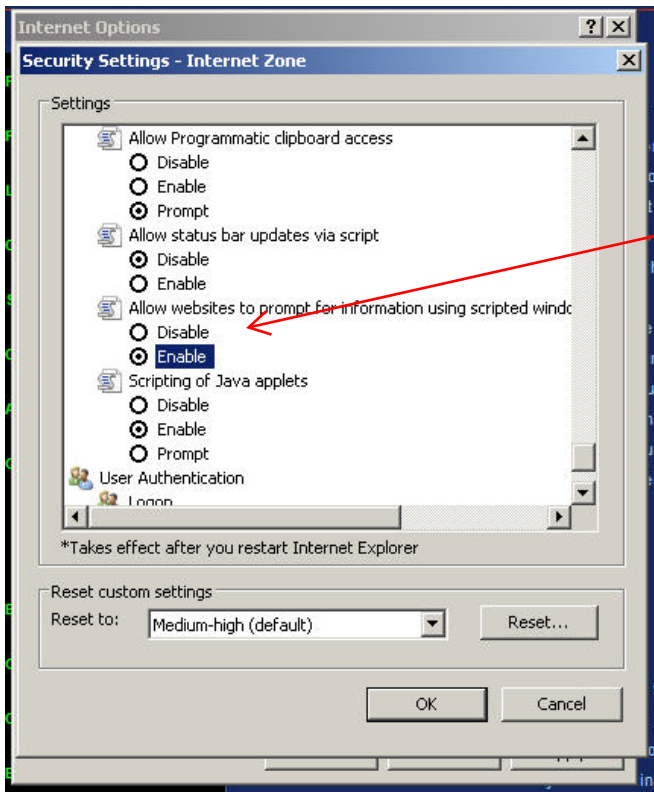 Internet Options
Security Settings - Internet Zone
Settings
Allow Programmatic clipboard access
Disable
Enable
Prompt
Allow status bar updates via script
Disable
Enable
Allow websites to prompt for information using scripted windo
Disable
Enable
Scripting of Java applets
Disable
Enable
Prompt
User Authentication
Logon
*Takes effect after you restart Internet Explorer
Reset custom settings
Reset to: Medium-high (default) Reset...
OK Cancel